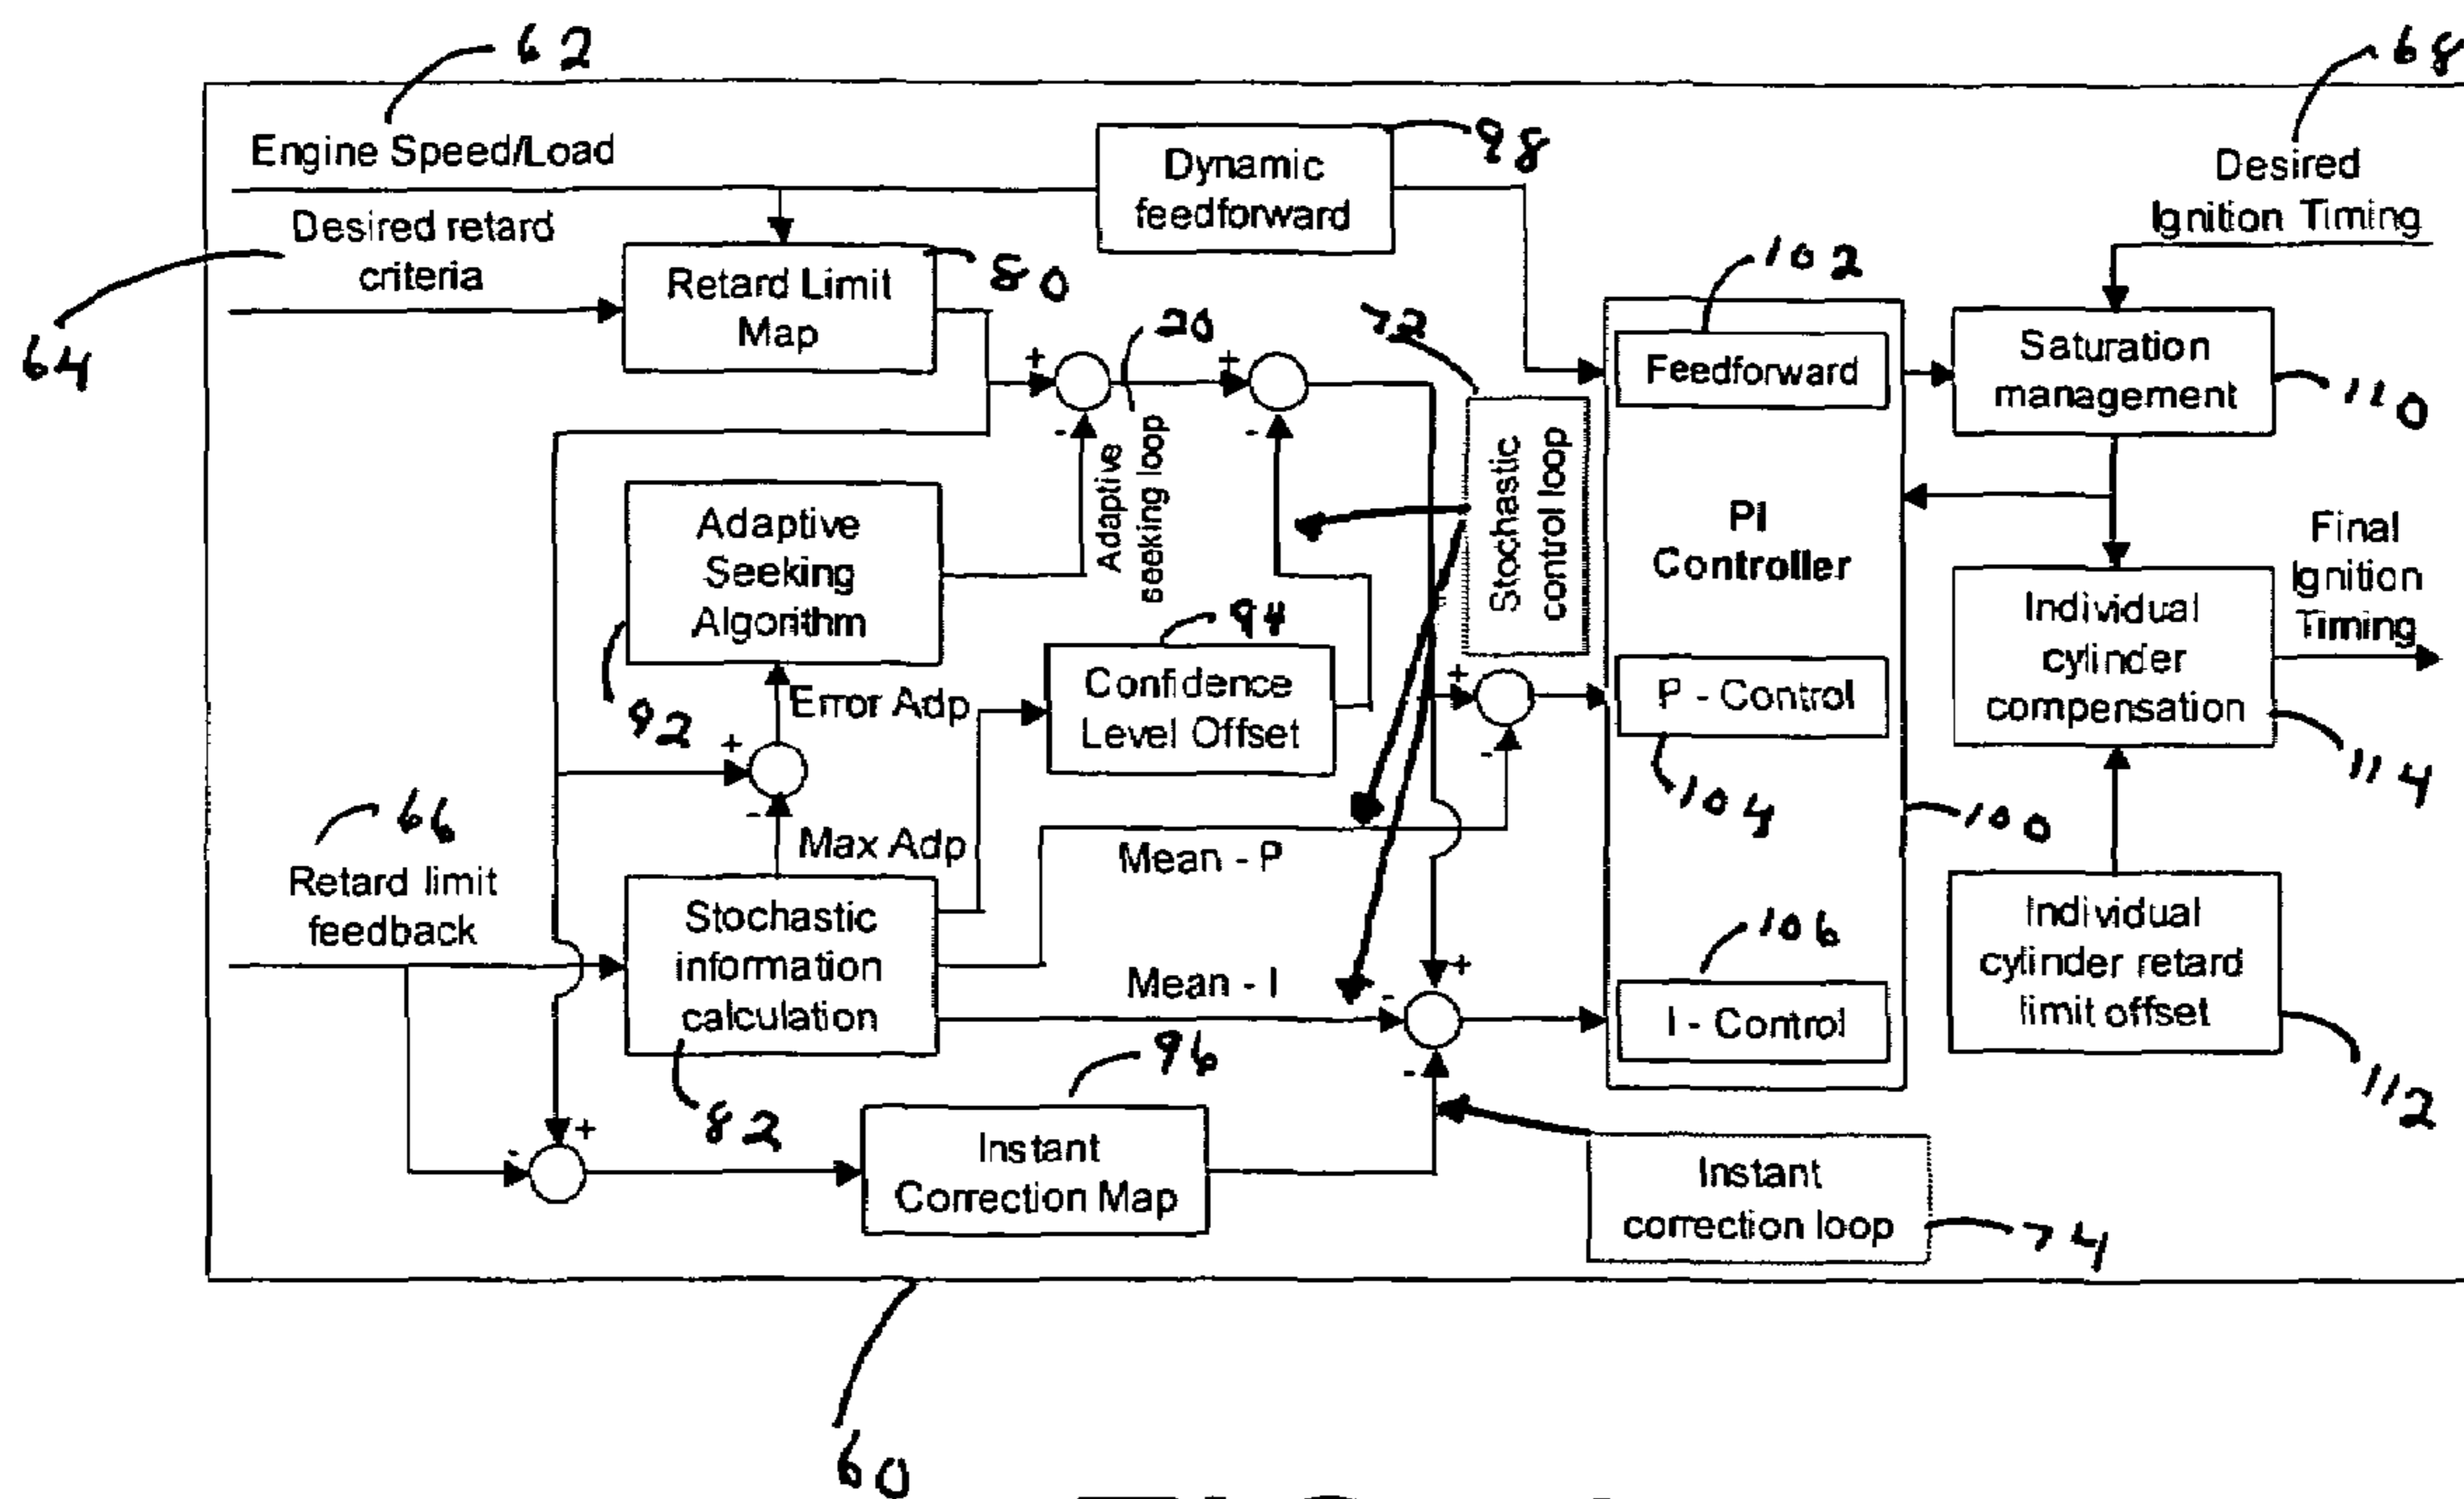 62
68
Engine Speed/Load
Dynamic
feedforward
98
Desired
Ignition Timing
Desired retard
criteria
64
Retard Limit
Map
80
102
20
72
+
-
+
-
Feedforward
Saturation
management
110
Adaptive
seeking loop
Stochastic
control loop
Adaptive
Seeking
Algorithm
92
PI
Controller
Final
Ignition
Timing
94
Confidence
Level Offset
Error Adp
+
-
+
-
P - Control
104
100
Individual
cylinder
compensation
114
66
Retard limit
feedback
Max Adp
Mean - P
Stochastic
information
calculation
82
Mean - I
-
+
-
106
I - Control
Individual
cylinder retard
limit offset
112
96
+
-
Instant
Correction Map
Instant
correction loop
74
60